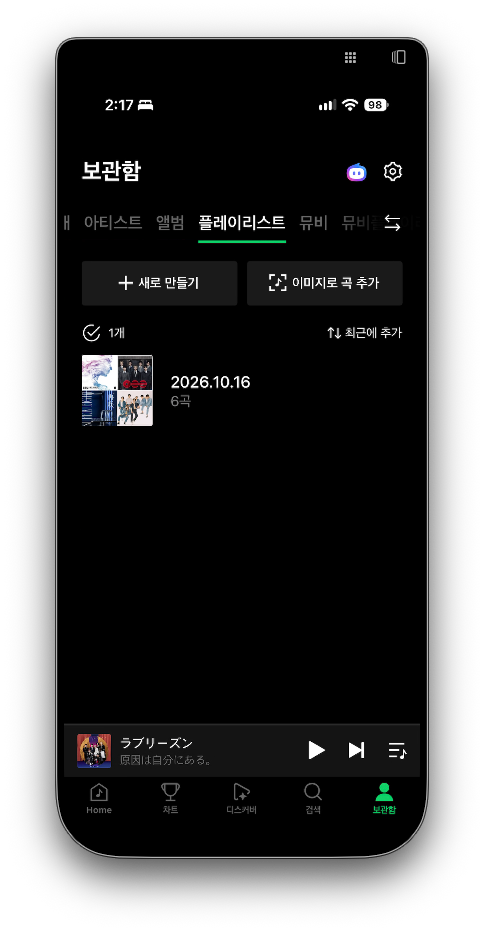 2:17
98
보관함
아티스트 앨범 플레이리스트 뮤비
새로 만들기
이미지로 곡 추가
1개
최근에 추가
2026.10.16
6곡
ラブリーズン
原因は自分にある。
Home 차트 디스커버 검색 보관함